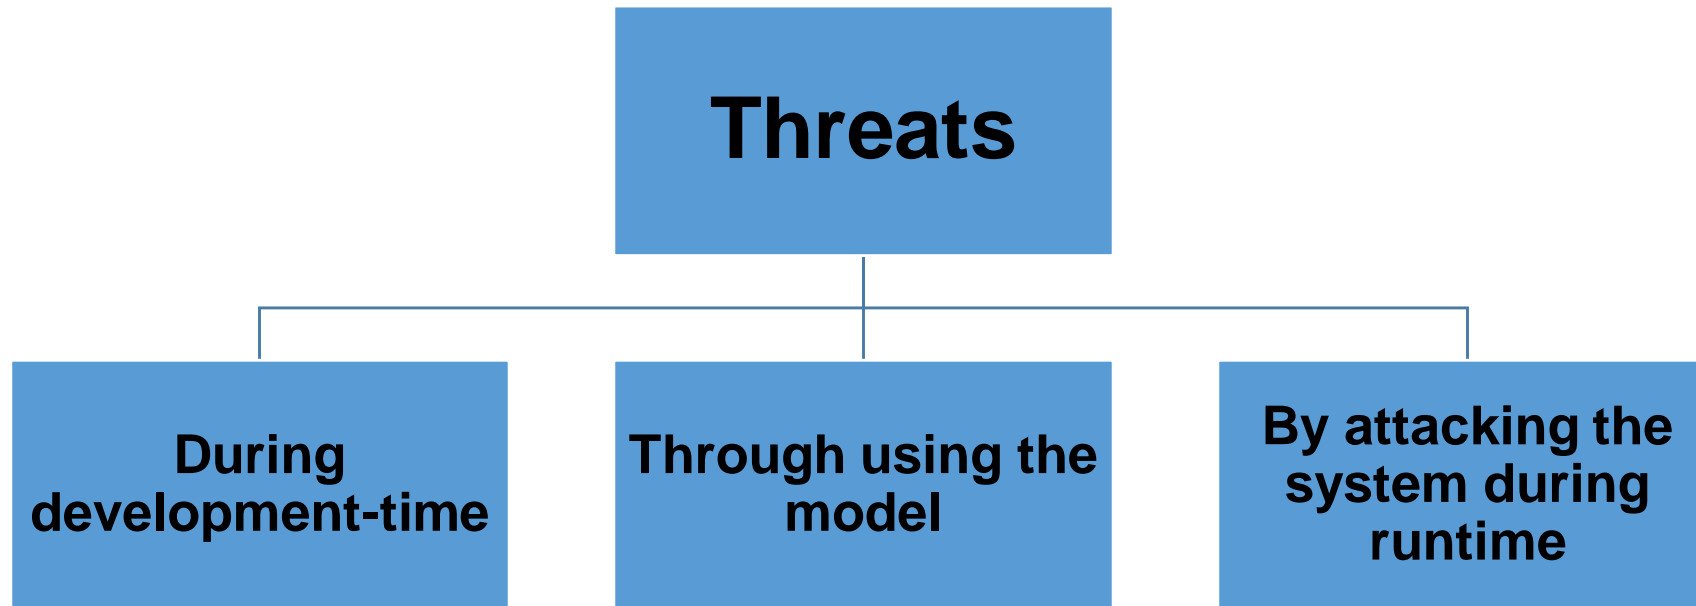 Threats
During
development-time
Through using the
model
By attacking the
system during
runtime